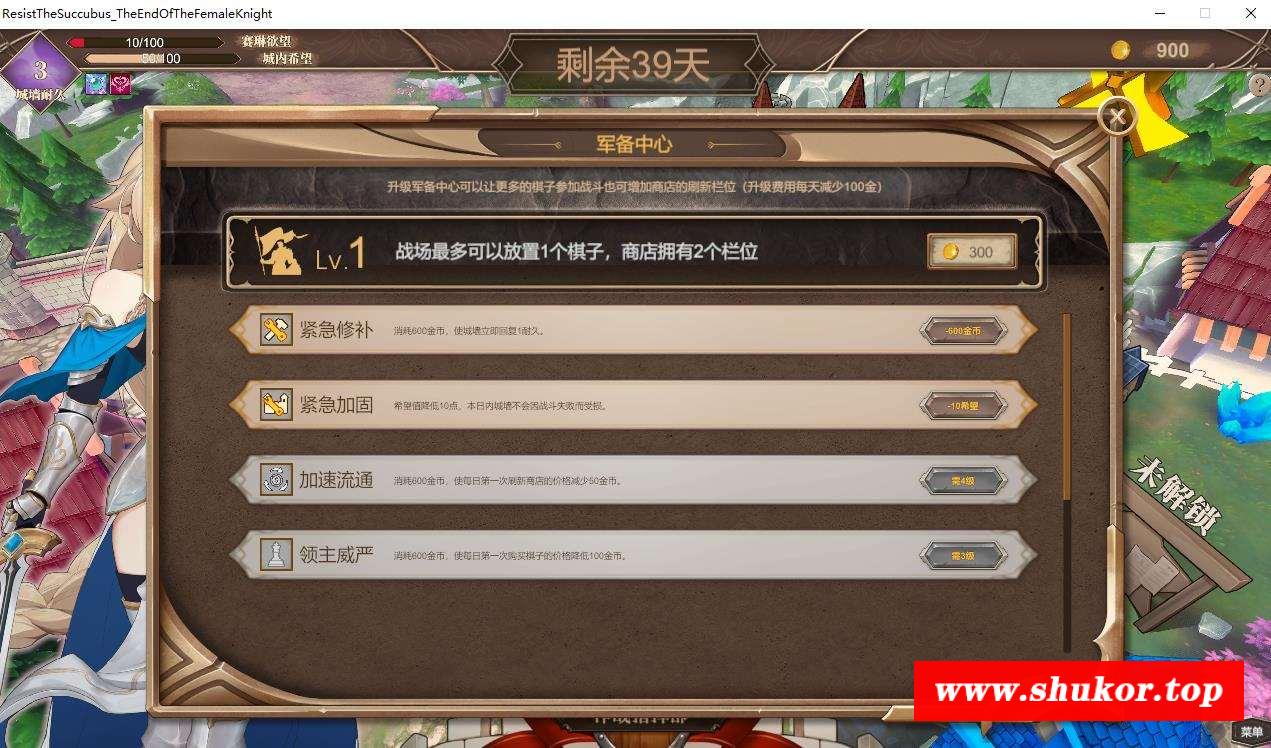 ResistTheSuccubus_TheEndOfTheFemaleKnight
10/100
赛琳欲望
50/100
城内希望
3
城墙耐久
剩余39天
900
?
军备中心
X
升级军备中心可以让更多的棋子参加战斗也可增加商店的刷新栏位（升级费用每天减少100金）
Lv.1
战场最多可以放置1个棋子，商店拥有2个栏位
300
紧急修补
消耗600金币，使城墙立即回复1耐久。
-600金币
紧急加固
希望值降低10点，本日内城墙不会因战斗失败而受损。
-10希望
加速流通
消耗600金币，使每日第一次刷新商店的价格减少50金币。
需4级
领主威严
消耗600金币，使每日第一次购买棋子的价格降低100金币。
需3级
未解锁
www.shukor.top
菜单